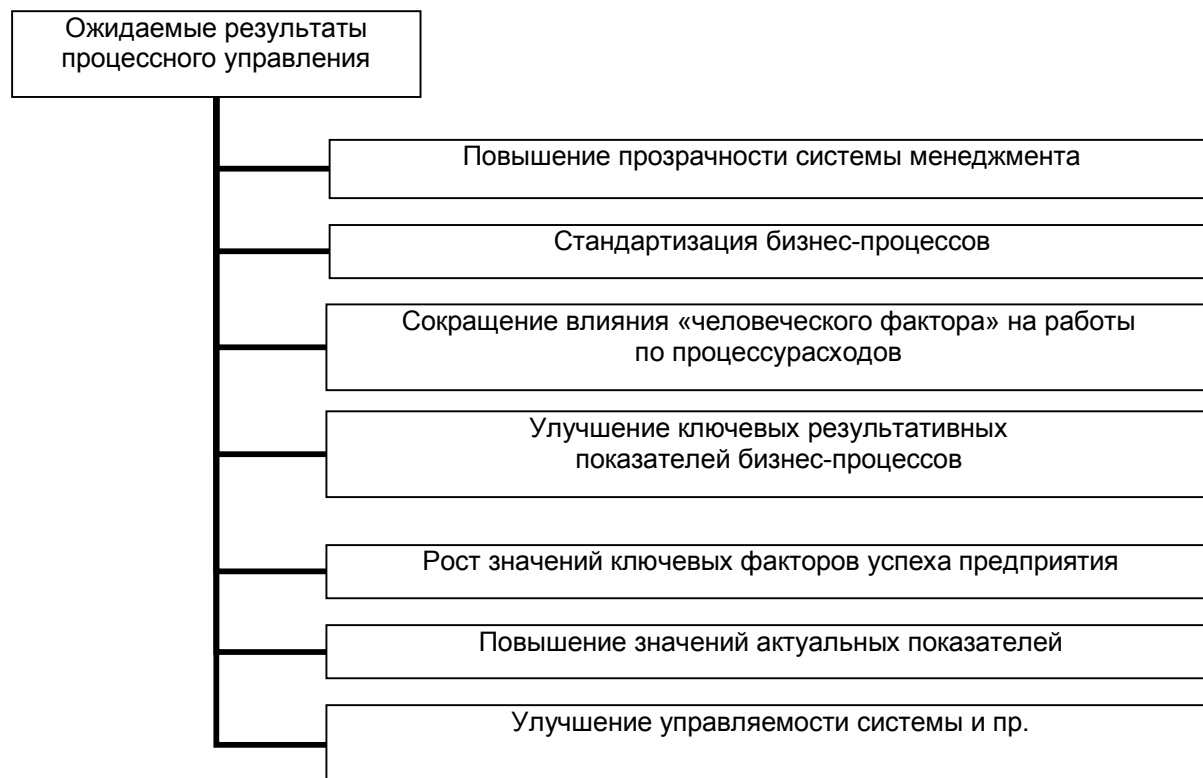 Ожидаемые результаты
процессного управления
Повышение прозрачности системы менеджмента
Стандартизация бизнес-процессов
Сокращение влияния «человеческого фактора» на работы
по процессурасходов
Улучшение ключевых результативных
показателей бизнес-процессов
Рост значений ключевых факторов успеха предприятия
Повышение значений актуальных показателей
Улучшение управляемости системы и пр.